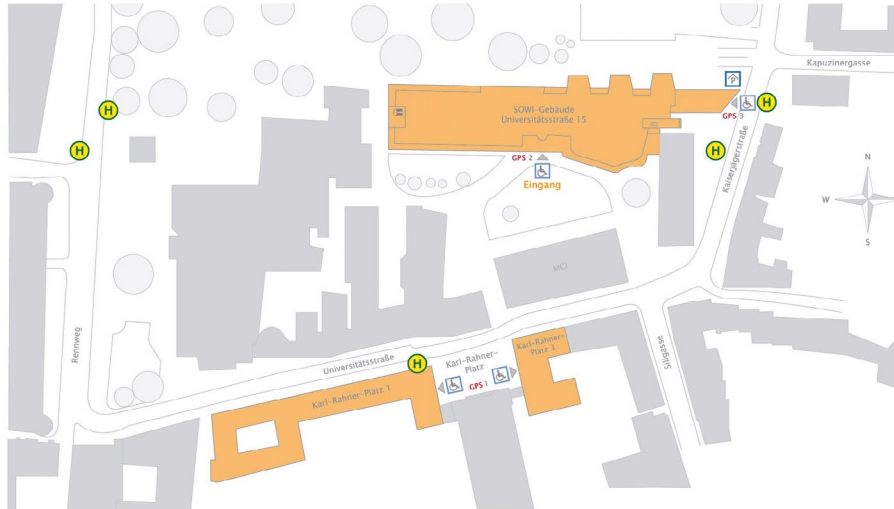 Kapuzinergasse
P
H
H
SOWI-Gebäude
Universitätsstraße 15
GPS 3
H
H
Kaiserjägerstraße
GPS 2
Eingang
N
W
S
MCI
Rennweg
Universitätsstraße
H
Karl-Rahner-
Platz
Karl-Rahner-
Platz 3
Sillgasse
GPS 1
Karl-Rahner-Platz 1